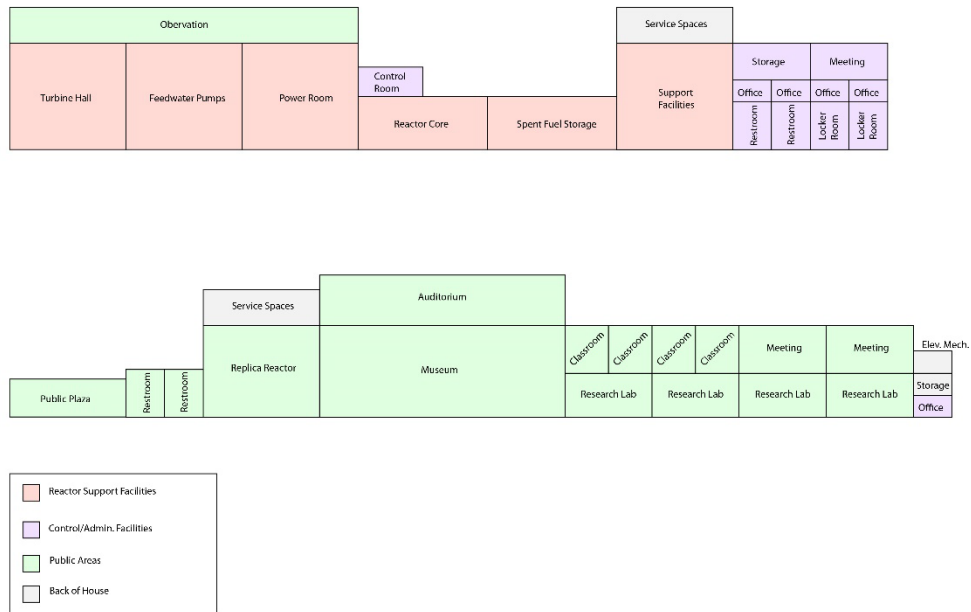 Obervation
Service Spaces
Turbine Hall
Feedwater Pumps
Power Room
Control
Room
Reactor Core
Spent Fuel Storage
Support
Facilities
Storage
Meeting
Office
Office
Office
Office
Restroom
Restroom
Locker
Room
Locker
Room
Service Spaces
Auditorium
Public Plaza
Restroom
Restroom
Replica Reactor
Museum
Classroom
Classroom
Classroom
Classroom
Meeting
Meeting
Elev. Mech.
Research Lab
Research Lab
Research Lab
Research Lab
Storage
Office
Reactor Support Facilities
Control/Admin. Facilities
Public Areas
Back of House